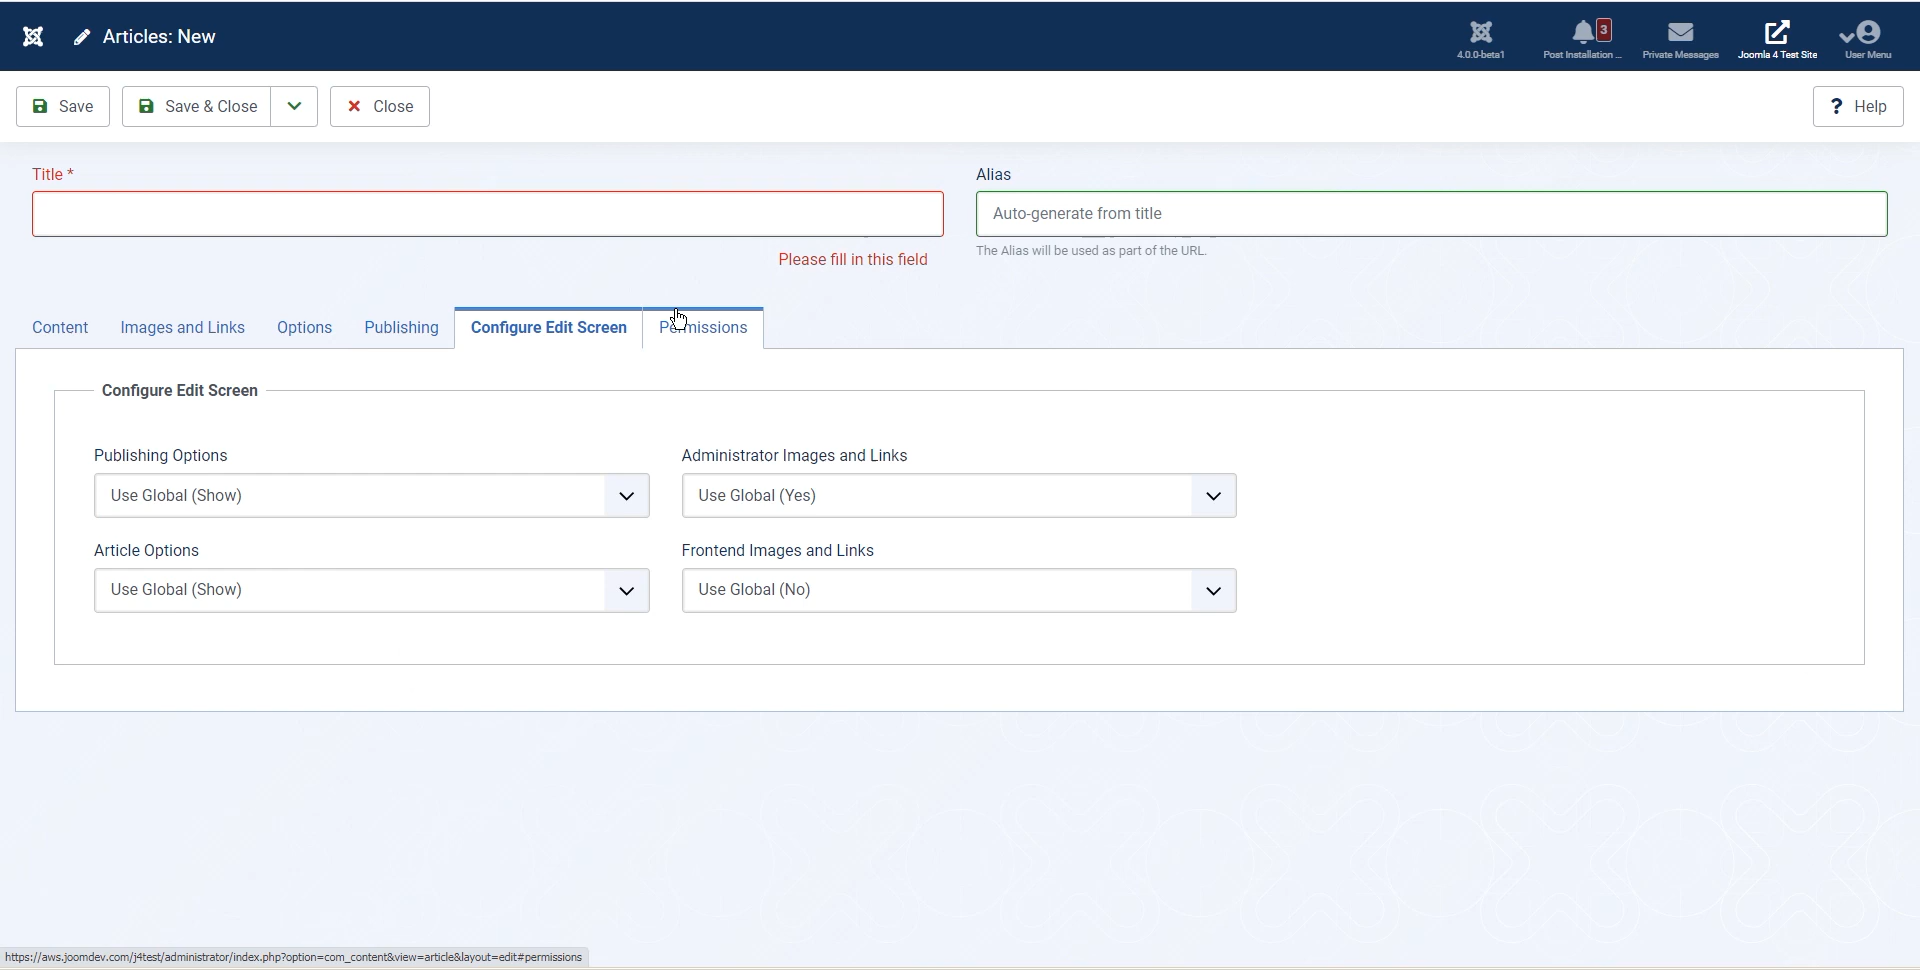 Articles: New
4.0.0-beta1
3
Post Installation ...
Private Messages
Joomla 4 Test Site
User Menu
Save
Save & Close
Close
? Help
Title *
Alias
Auto-generate from title
Please fill in this field
The Alias will be used as part of the URL.
Content
Images and Links
Options
Publishing
Configure Edit Screen
Permissions
Configure Edit Screen
Publishing Options
Administrator Images and Links
Use Global (Show)
Use Global (Yes)
Article Options
Frontend Images and Links
Use Global (Show)
Use Global (No)
https://aws.joomdev.com/j4test/administrator/index.php?option=com_content&view=article&layout=edit#permissions